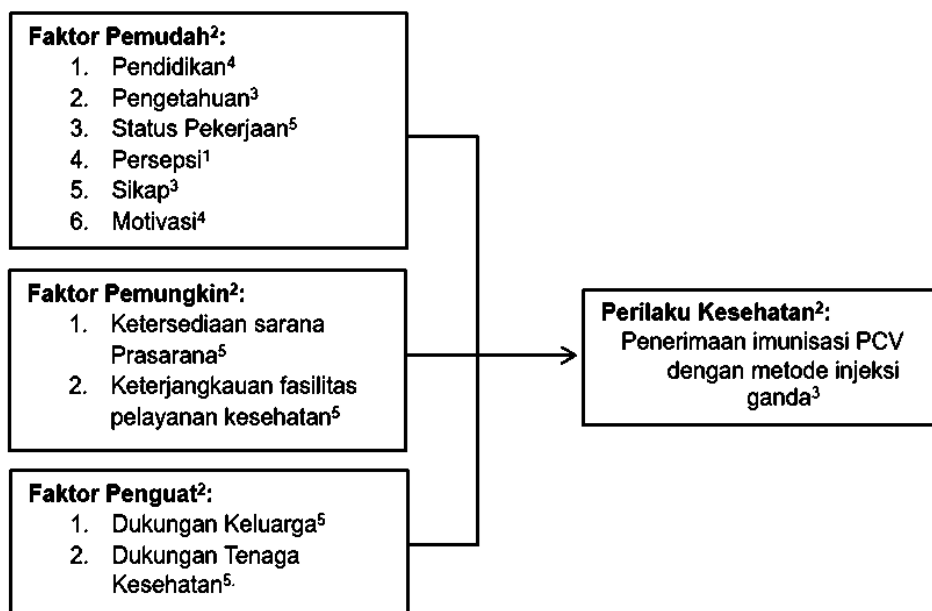 Faktor Pemudah²:
1. Pendidikan⁴
2. Pengetahuan³
3. Status Pekerjaan⁵
4. Persepsi¹
5. Sikap³
6. Motivasi⁴
Faktor Pemungkin²:
1. Ketersediaan sarana
Prasarana⁵
2. Keterjangkauan fasilitas
pelayanan kesehatan⁵
Faktor Penguat²:
1. Dukungan Keluarga⁵
2. Dukungan Tenaga
Kesehatan⁵·
Perilaku Kesehatan²:
Penerimaan imunisasi PCV
dengan metode injeksi
ganda³